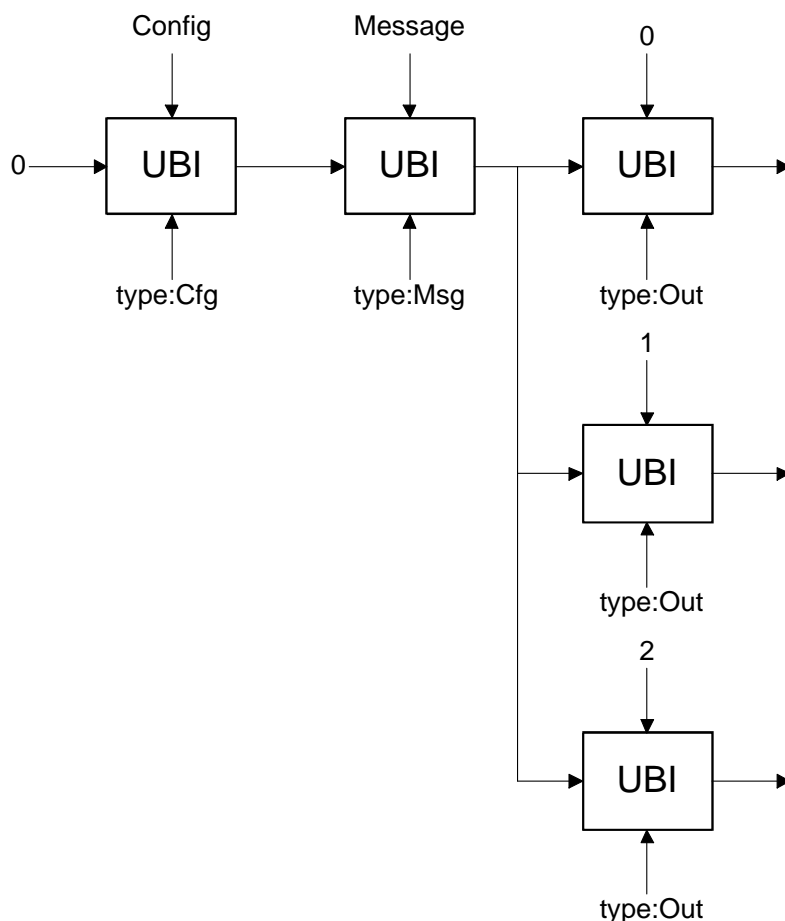 Config
Message
0
0
UBI
UBI
UBI
type:Cfg
type:Msg
type:Out
1
UBI
type:Out
2
UBI
type:Out